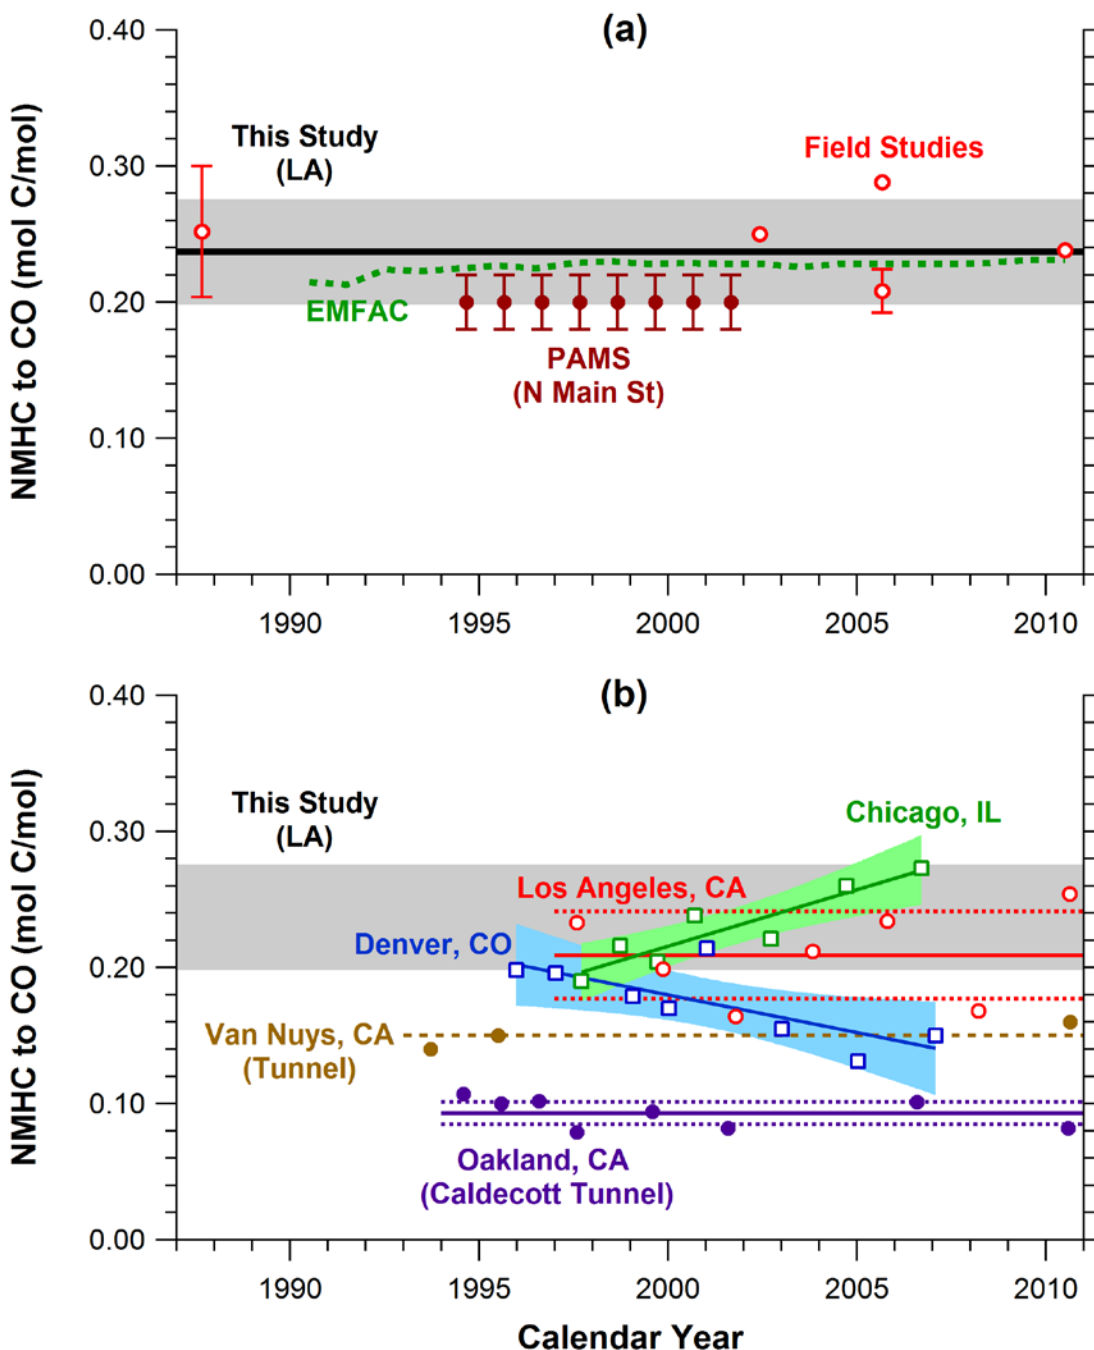 (a)
NMHC to CO (mol C/mol)
0.40
0.30
0.20
0.10
0.00
This Study
(LA)
Field Studies
EMFAC
PAMS
(N Main St)
1990
1995
2000
2005
2010
(b)
NMHC to CO (mol C/mol)
0.40
0.30
0.20
0.10
0.00
This Study
(LA)
Chicago, IL
Los Angeles, CA
Denver, CO
Van Nuys, CA
(Tunnel)
Oakland, CA
(Caldecott Tunnel)
1990
1995
2000
2005
2010
Calendar Year